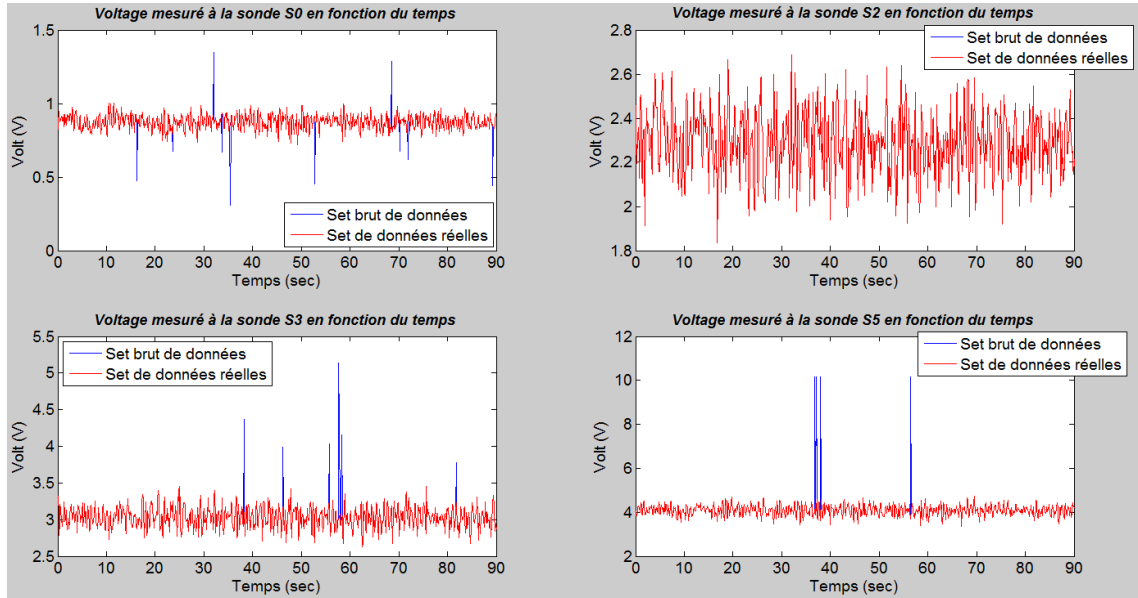 Voltage mesuré à la sonde S0 en fonction du temps
1.5
1
0.5
0
Volt (V)
Set brut de données
Set de données réelles
0 10 20 30 40 50 60 70 80 90
Temps (sec)
Voltage mesuré à la sonde S2 en fonction du temps
2.8
2.6
2.4
2.2
2
1.8
Volt (V)
Set brut de données
Set de données réelles
0 10 20 30 40 50 60 70 80 90
Temps (sec)
Voltage mesuré à la sonde S3 en fonction du temps
5.5
5
4.5
4
3.5
3
2.5
Volt (V)
Set brut de données
Set de données réelles
0 10 20 30 40 50 60 70 80 90
Temps (sec)
Voltage mesuré à la sonde S5 en fonction du temps
12
10
8
6
4
2
Volt (V)
Set brut de données
Set de données réelles
0 10 20 30 40 50 60 70 80 90
Temps (sec)